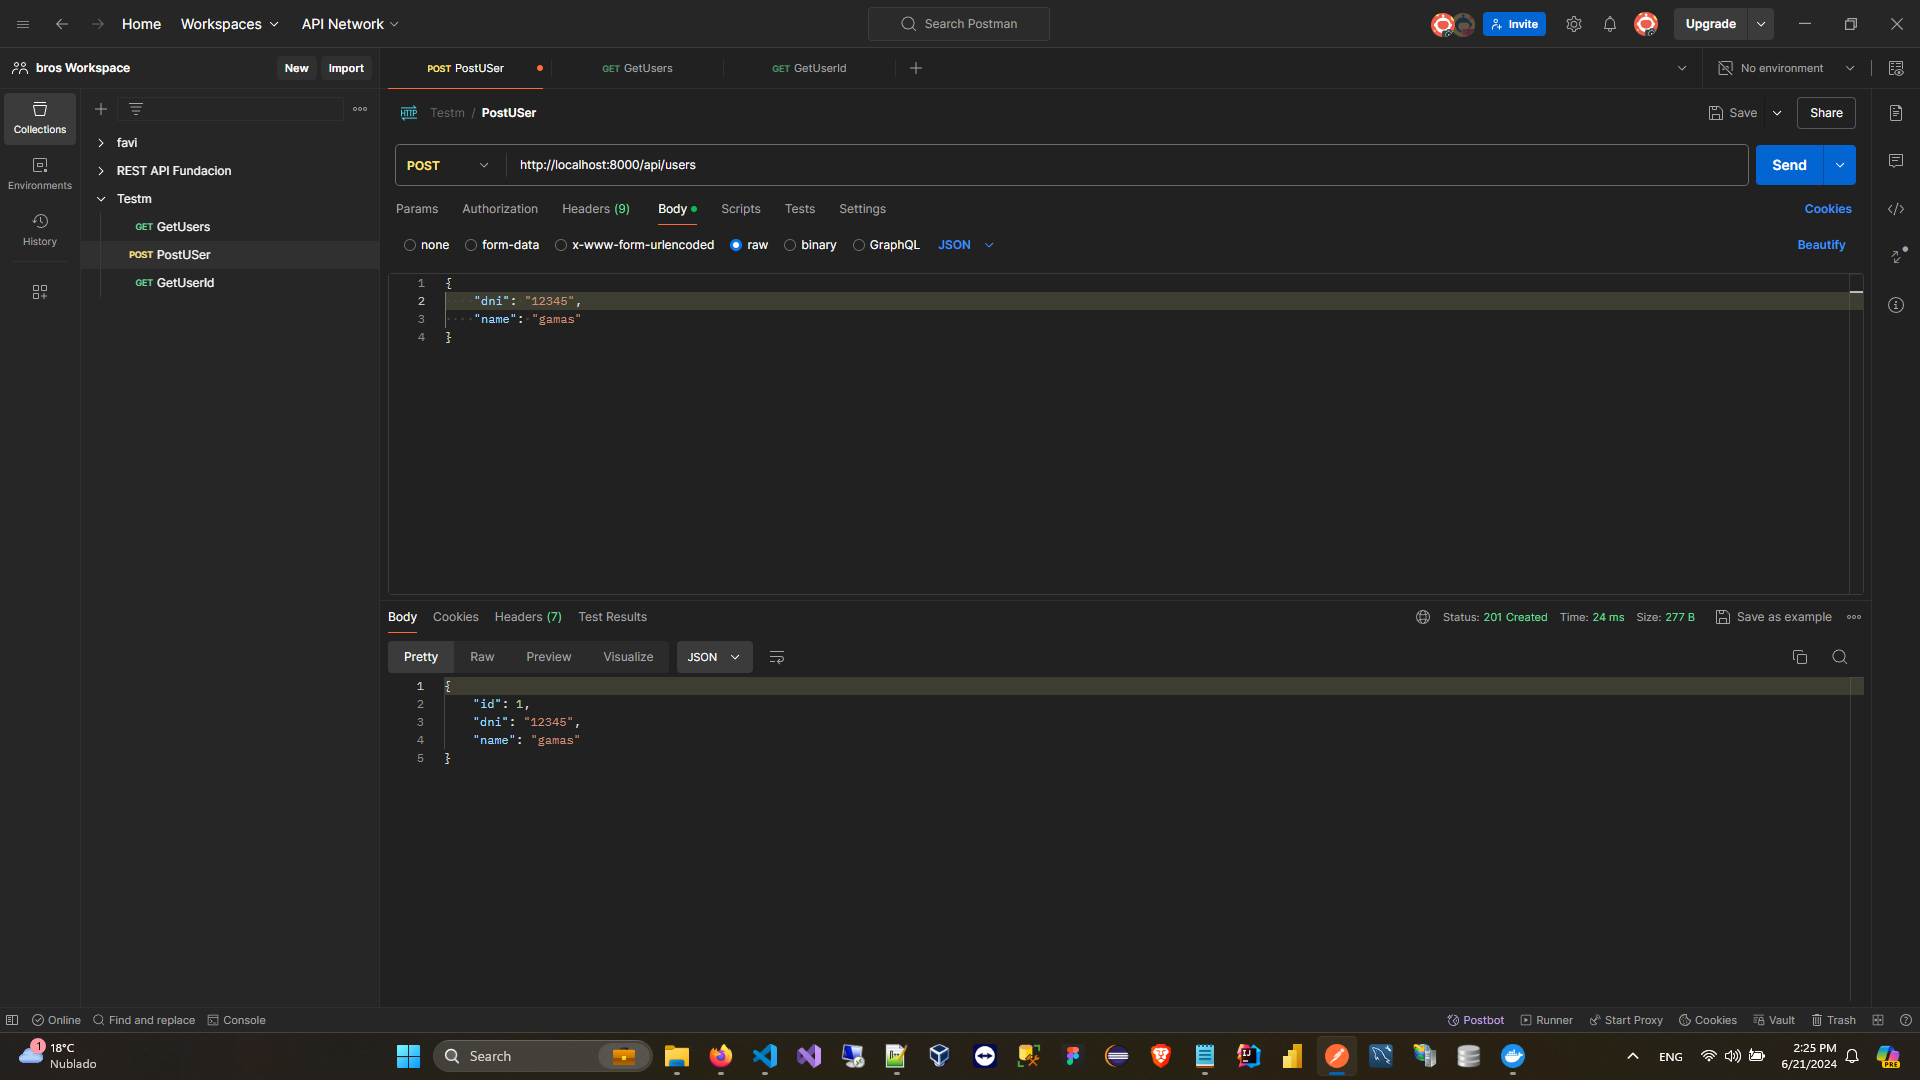 Home Workspaces API Network Search Postman Invite Upgrade
bros Workspace New Import POST PostUSer GET GetUsers GET GetUserId No environment
Collections
Environments
History
favi
REST API Fundacion
Testm
GET GetUsers
POST PostUSer
GET GetUserId
HTTP Testm / PostUSer Save Share
POST http://localhost:8000/api/users Send
Params Authorization Headers (9) Body Scripts Tests Settings Cookies
none form-data x-www-form-urlencoded raw binary GraphQL JSON Beautify
1 {
2 "dni": "12345",
3 "name": "gamas"
4 }
Body Cookies Headers (7) Test Results Status: 201 Created Time: 24 ms Size: 277 B Save as example
Pretty Raw Preview Visualize JSON
1 {
2 "id": 1,
3 "dni": "12345",
4 "name": "gamas"
5 }
Online Find and replace Console Postbot Runner Start Proxy Cookies Vault Trash
1 18°C
Nublado
Search
ENG
2:25 PM
6/21/2024
PRE